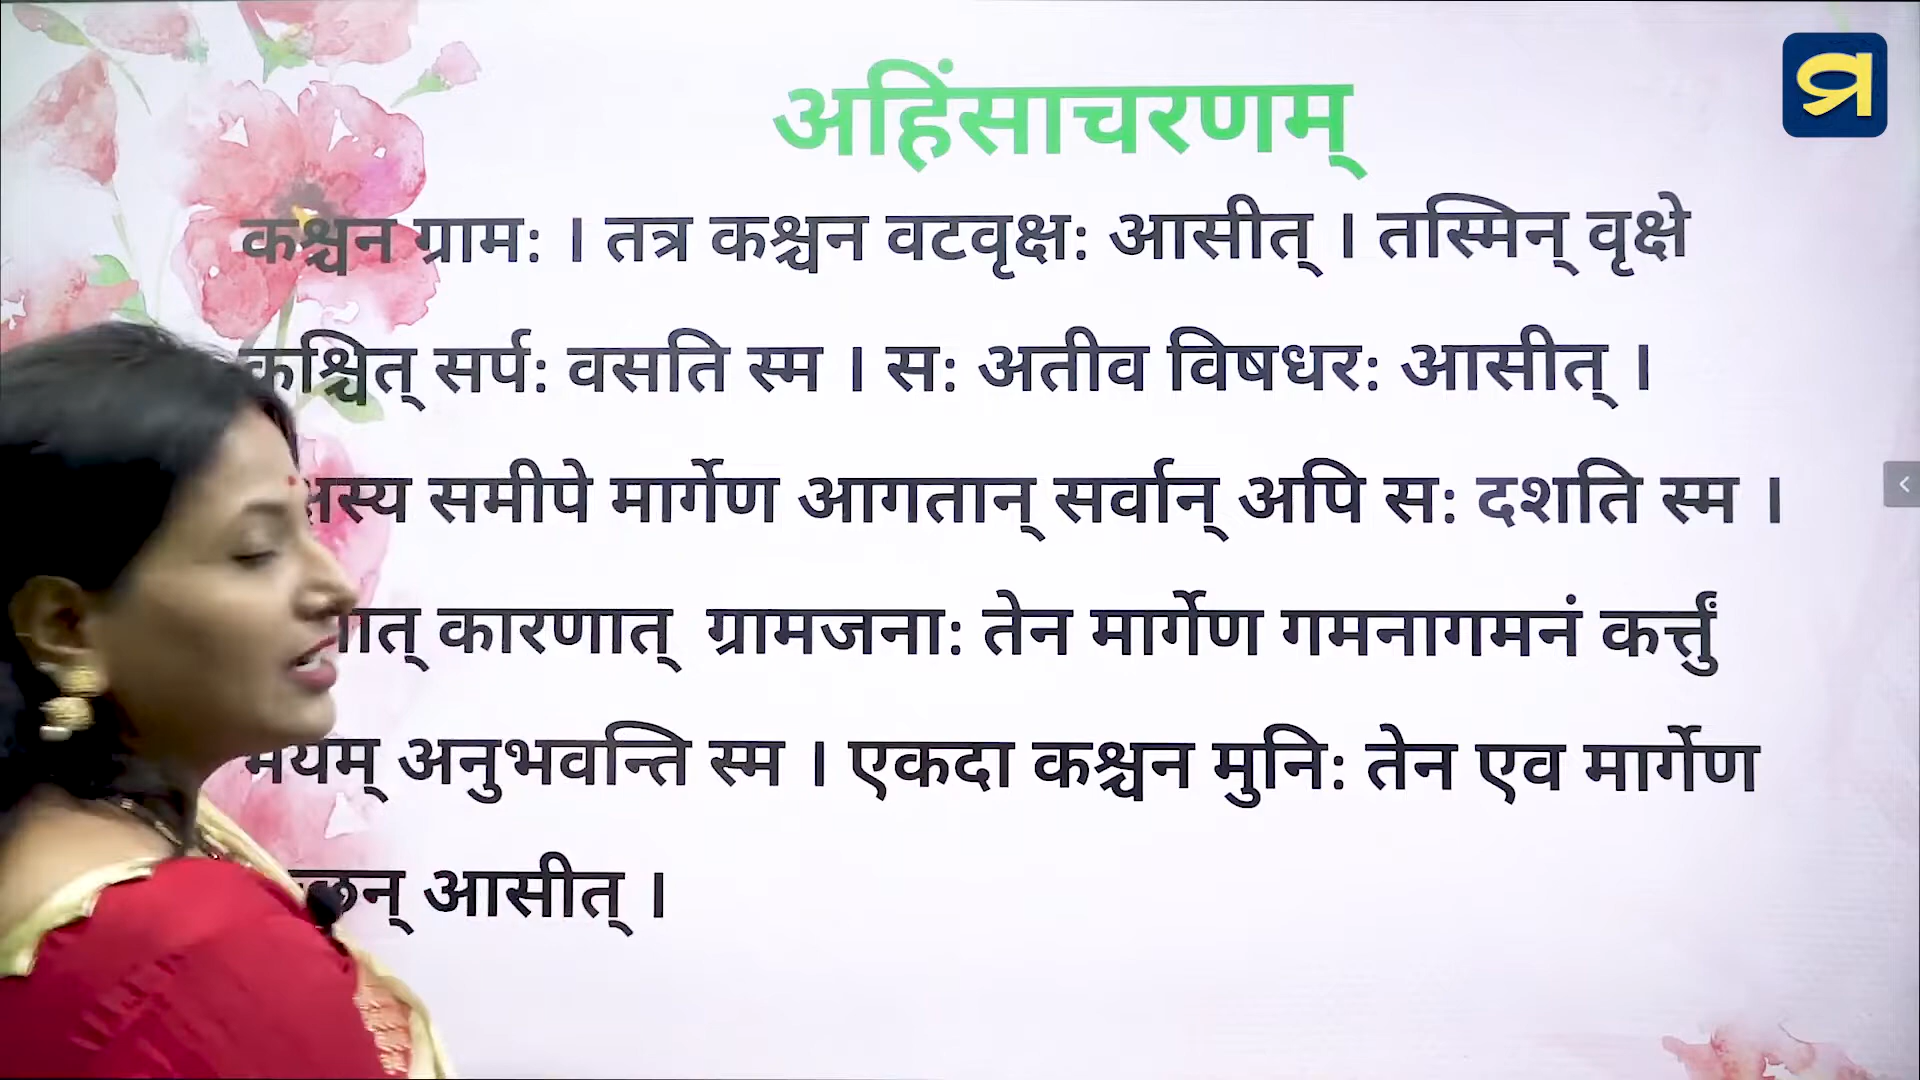 अहिंसाचरणम्
कश्चन ग्राम: । तत्र कश्चन वटवृक्ष: आसीत् । तस्मिन् वृक्षे
कश्चित् सर्प: वसति स्म । स: अतीव विषधर: आसीत् ।
समीपे मार्गेण आगतान् सर्वान् अपि स: दशति स्म ।
कारणात् ग्रामजना: तेन मार्गेण गमनागमनं कर्त्तुं
भयम् अनुभवन्ति स्म । एकदा कश्चन मुनि: तेन एव मार्गेण
आसीत् ।